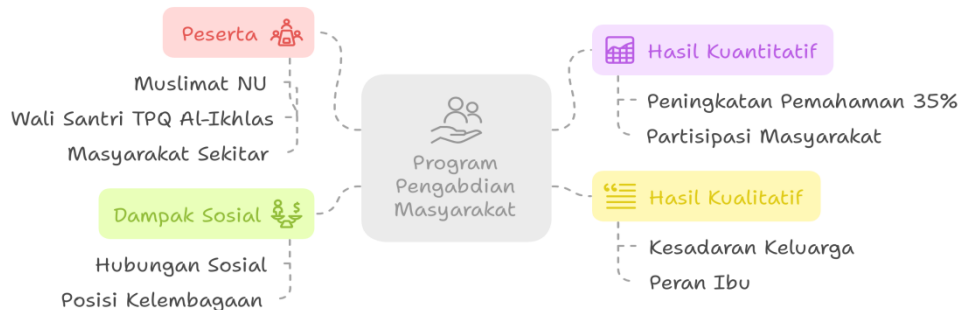 Peserta
Muslimat NU
Wali Santri TPQ Al-Ikhlas
Masyarakat Sekitar
Dampak Sosial
Hubungan Sosial
Posisi Kelembagaan
Program
Pengabdian
Masyarakat
Hasil Kuantitatif
Peningkatan Pemahaman 35%
Partisipasi Masyarakat
Hasil Kualitatif
Kesadaran Keluarga
Peran Ibu